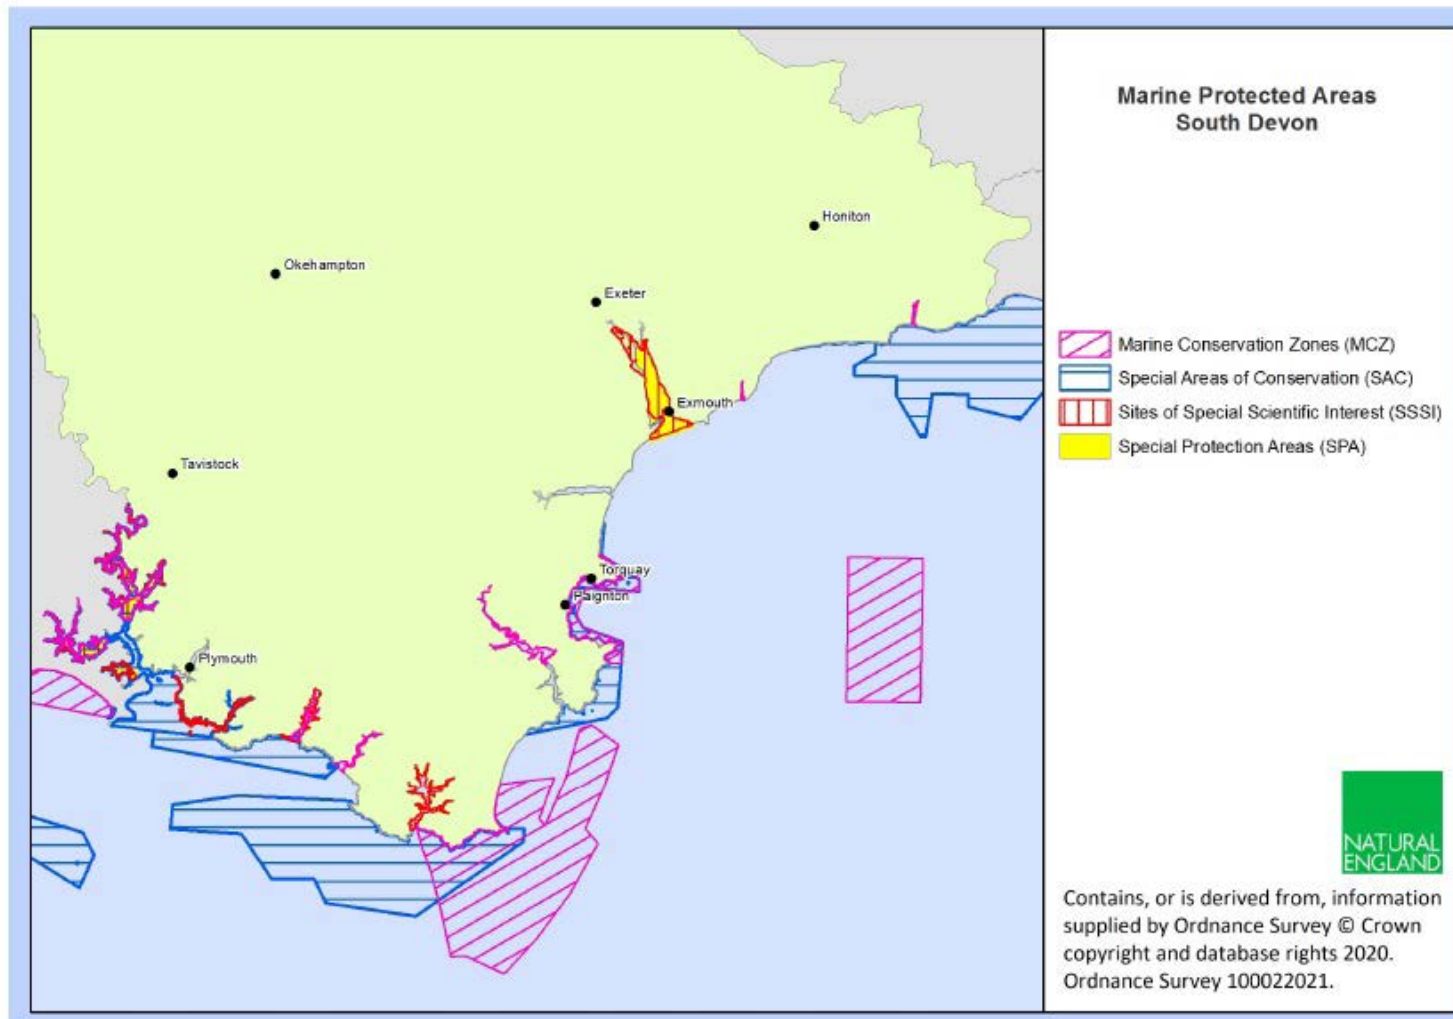 Marine Protected Areas
South Devon
Honiton
Okehampton
Exeter
Exmouth
Tavistock
Torquay
Paignton
Plymouth
Marine Conservation Zones (MCZ)
Special Areas of Conservation (SAC)
Sites of Special Scientific Interest (SSSI)
Special Protection Areas (SPA)
NATURAL
ENGLAND
Contains, or is derived from, information
supplied by Ordnance Survey © Crown
copyright and database rights 2020.
Ordnance Survey 100022021.